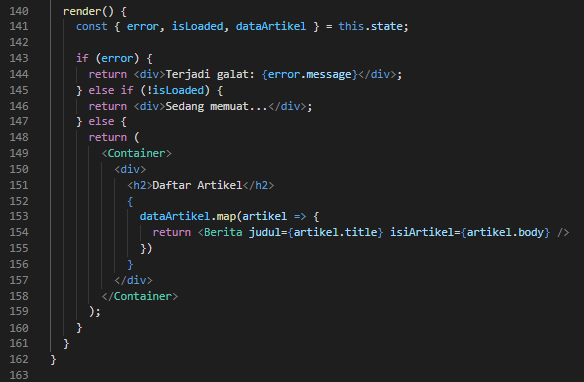 140 render() {
141 const { error, isLoaded, dataArtikel } = this.state;
142
143 if (error) {
144 return <div>Terjadi galat: {error.message}</div>;
145 } else if (!isLoaded) {
146 return <div>Sedang memuat...</div>;
147 } else {
148 return (
149 <Container>
150 <div>
151 <h2>Daftar Artikel</h2>
152 {
153 dataArtikel.map(artikel => {
154 return <Berita judul={artikel.title} isiArtikel={artikel.body} />
155 })
156 }
157 </div>
158 </Container>
159 );
160 }
161 }
162 }
163